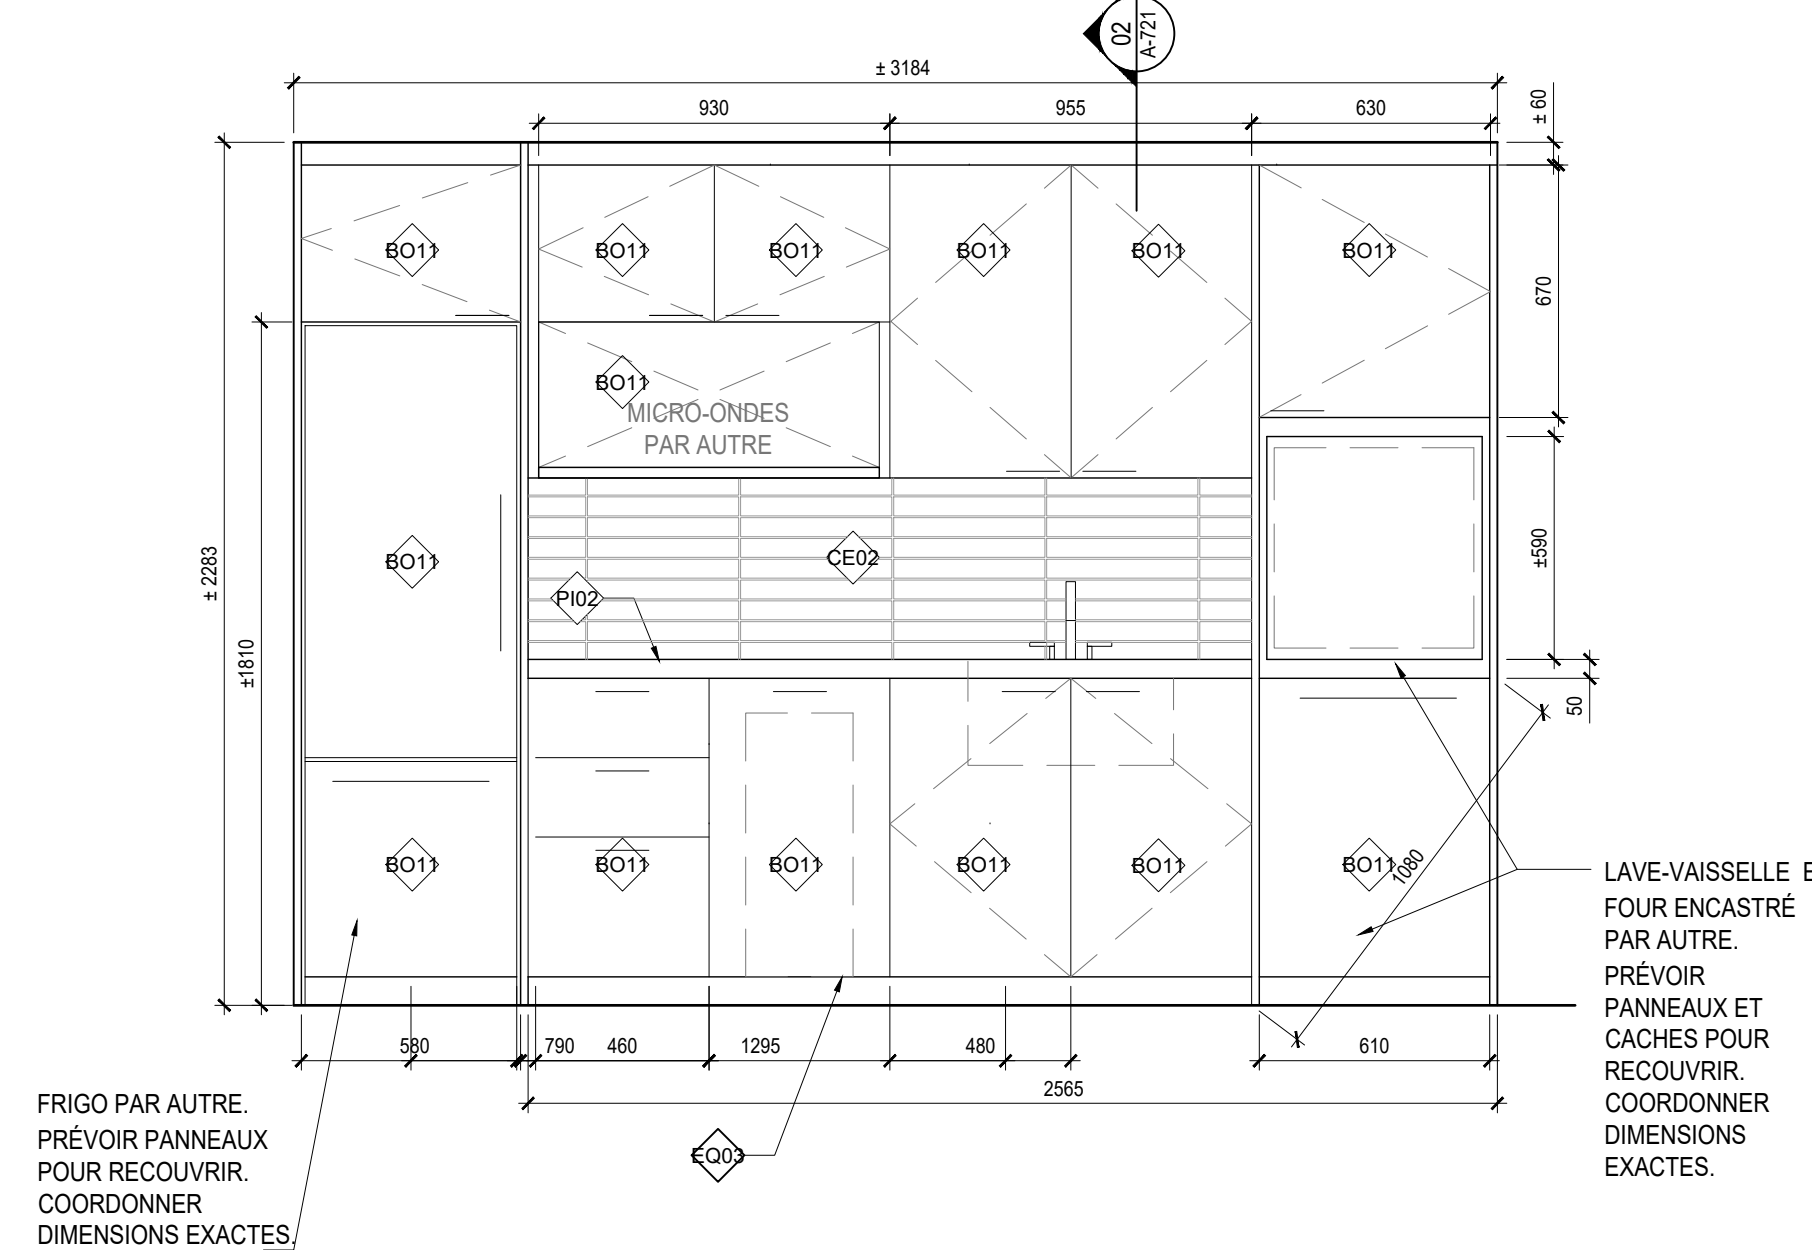 02
A-721
± 3184
930
955
630
± 60
BO11
BO11
BO11
BO11
BO11
BO11
670
BO11
MICRO-ONDES
PAR AUTRE
± 2283
±1810
BO11
CE02
PI02
±590
50
BO11
BO11
BO11
BO11
BO11
BO11
1080
LAVE-VAISSELLE E
FOUR ENCASTRÉ
PAR AUTRE.
PRÉVOIR
PANNEAUX ET
CACHES POUR
RECOUVRIR.
COORDONNER
DIMENSIONS
EXACTES.
580
790
460
1295
480
610
2565
FRIGO PAR AUTRE.
PRÉVOIR PANNEAUX
POUR RECOUVRIR.
COORDONNER
DIMENSIONS EXACTES.
EQ03